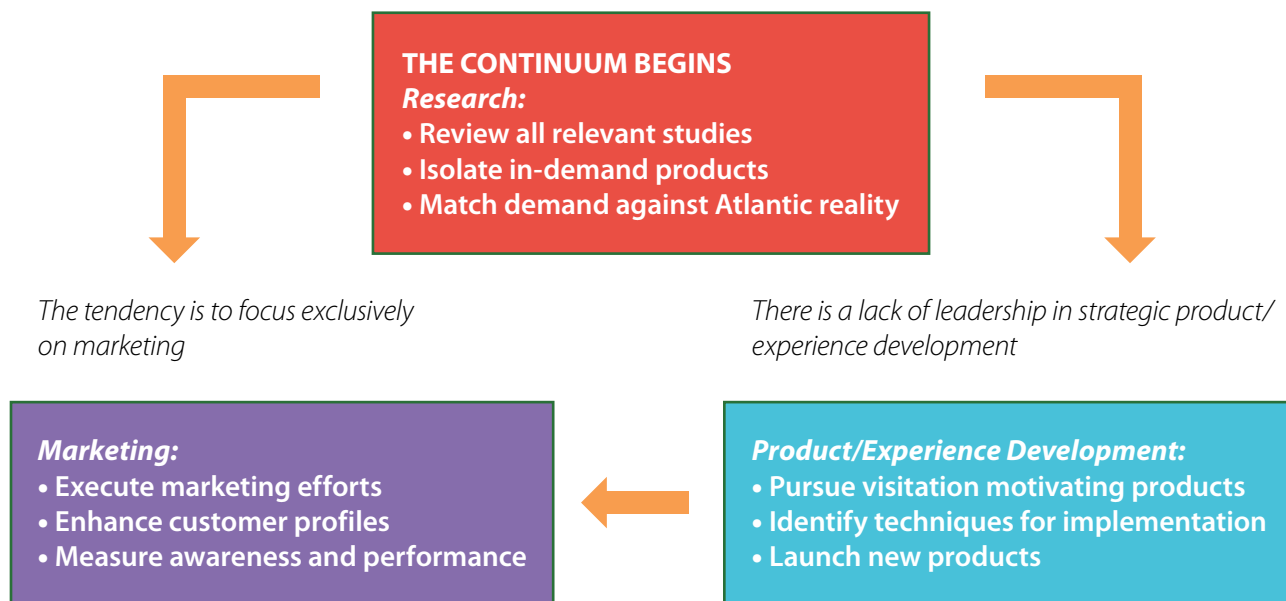 THE CONTINUUM BEGINS
Research:
• Review all relevant studies
• Isolate in-demand products
• Match demand against Atlantic reality
The tendency is to focus exclusively
on marketing
There is a lack of leadership in strategic product/
experience development
Marketing:
• Execute marketing efforts
• Enhance customer profiles
• Measure awareness and performance
Product/Experience Development:
• Pursue visitation motivating products
• Identify techniques for implementation
• Launch new products